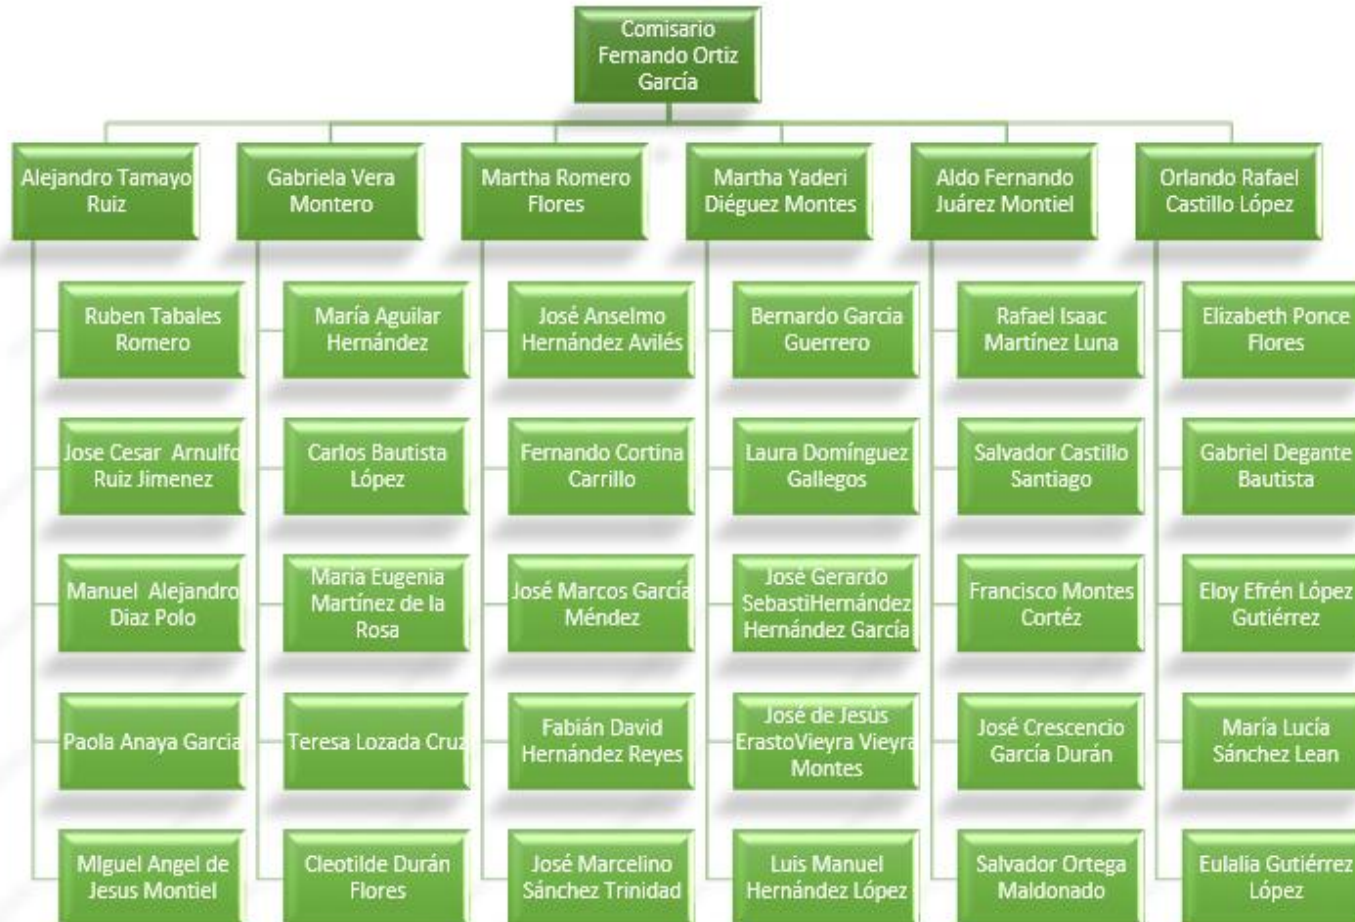 Comisario
Fernando Ortiz
García
Alejandro Tamayo
Ruiz
Gabriela Vera
Montero
Martha Romero
Flores
Martha Yaderi
Diéguez Montes
Aldo Fernando
Juárez Montiel
Orlando Rafael
Castillo López
Ruben Tabales
Romero
María Aguilar
Hernández
José Anselmo
Hernández Avilés
Bernardo Garcia
Guerrero
Rafael Isaac
Martínez Luna
Elizabeth Ponce
Flores
Jose Cesar Arnulfo
Ruiz Jimenez
Carlos Bautista
López
Fernando Cortina
Carrillo
Laura Domínguez
Gallegos
Salvador Castillo
Santiago
Gabriel Degante
Bautista
Manuel Alejandro
Diaz Polo
María Eugenia
Martínez de la
Rosa
José Marcos García
Méndez
José Gerardo
SebastiHernández
Hernández García
Francisco Montes
Cortéz
Eloy Efrén López
Gutiérrez
Paola Anaya Garcia
Teresa Lozada Cruz
Fabián David
Hernández Reyes
José de Jesús
ErastoVieyra Vieyra
Montes
José Crescencio
García Durán
María Lucía
Sánchez Lean
MIguel Angel de
Jesus Montiel
Cleotilde Durán
Flores
José Marcelino
Sánchez Trinidad
Luis Manuel
Hernández López
Salvador Ortega
Maldonado
Eulalia Gutiérrez
López